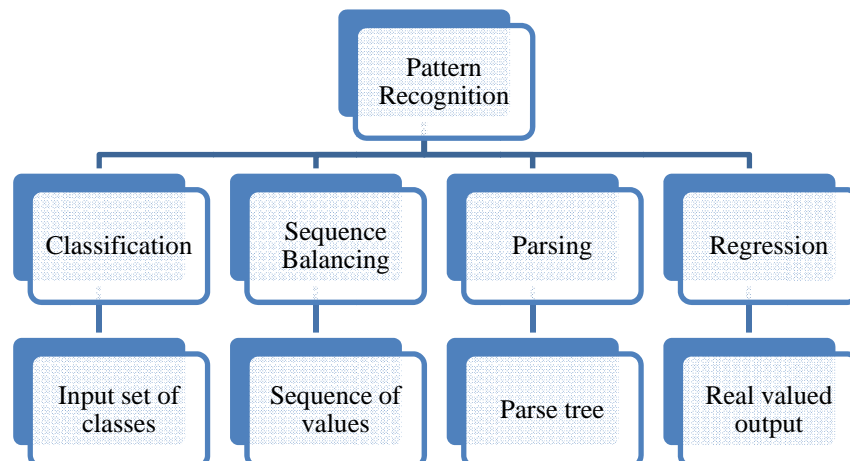 Pattern
Recognition
Classification
Sequence
Balancing
Parsing
Regression
Input set of
classes
Sequence of
values
Parse tree
Real valued
output